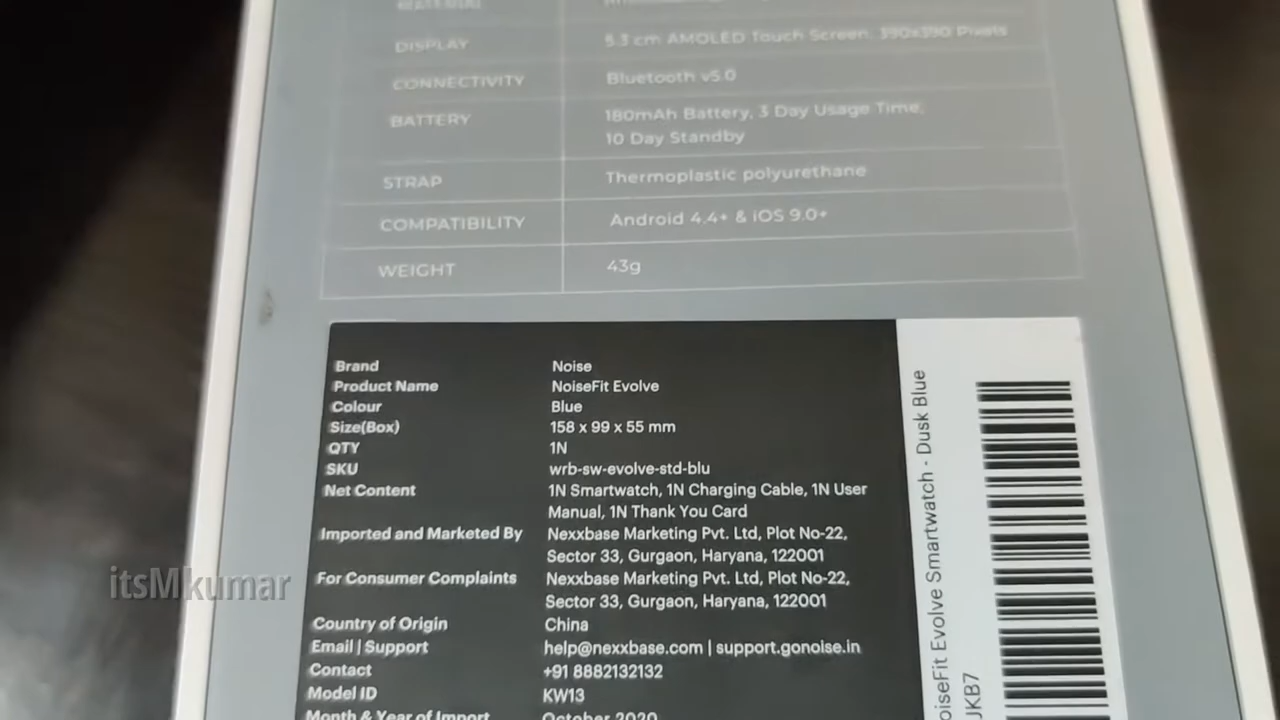 DISPLAY 3.3 cm AMOLED Touch Screen. 390x390 Pixels
CONNECTIVITY Bluetooth v5.0
BATTERY 180mAh Battery, 3 Day Usage Time,
10 Day Standby
STRAP Thermoplastic polyurethane
COMPATIBILITY Android 4.4+ & iOS 9.0+
WEIGHT 43g
Brand Noise
Product Name NoiseFit Evolve
Colour Blue
Size(Box) 158 x 99 x 55 mm
QTY 1N
SKU wrb-sw-evolve-std-blu
Net Content 1N Smartwatch, 1N Charging Cable, 1N User
Manual, 1N Thank You Card
Imported and Marketed By Nexxbase Marketing Pvt. Ltd, Plot No-22,
Sector 33, Gurgaon, Haryana, 122001
For Consumer Complaints Nexxbase Marketing Pvt. Ltd, Plot No-22,
Sector 33, Gurgaon, Haryana, 122001
Country of Origin China
Email | Support help@nexxbase.com | support.gonoise.in
Contact +91 8882132132
Model ID KW13
Month & Year of Import October 2020
oiseFit Evolve Smartwatch - Dusk Blue
JKB7
itsMkumar